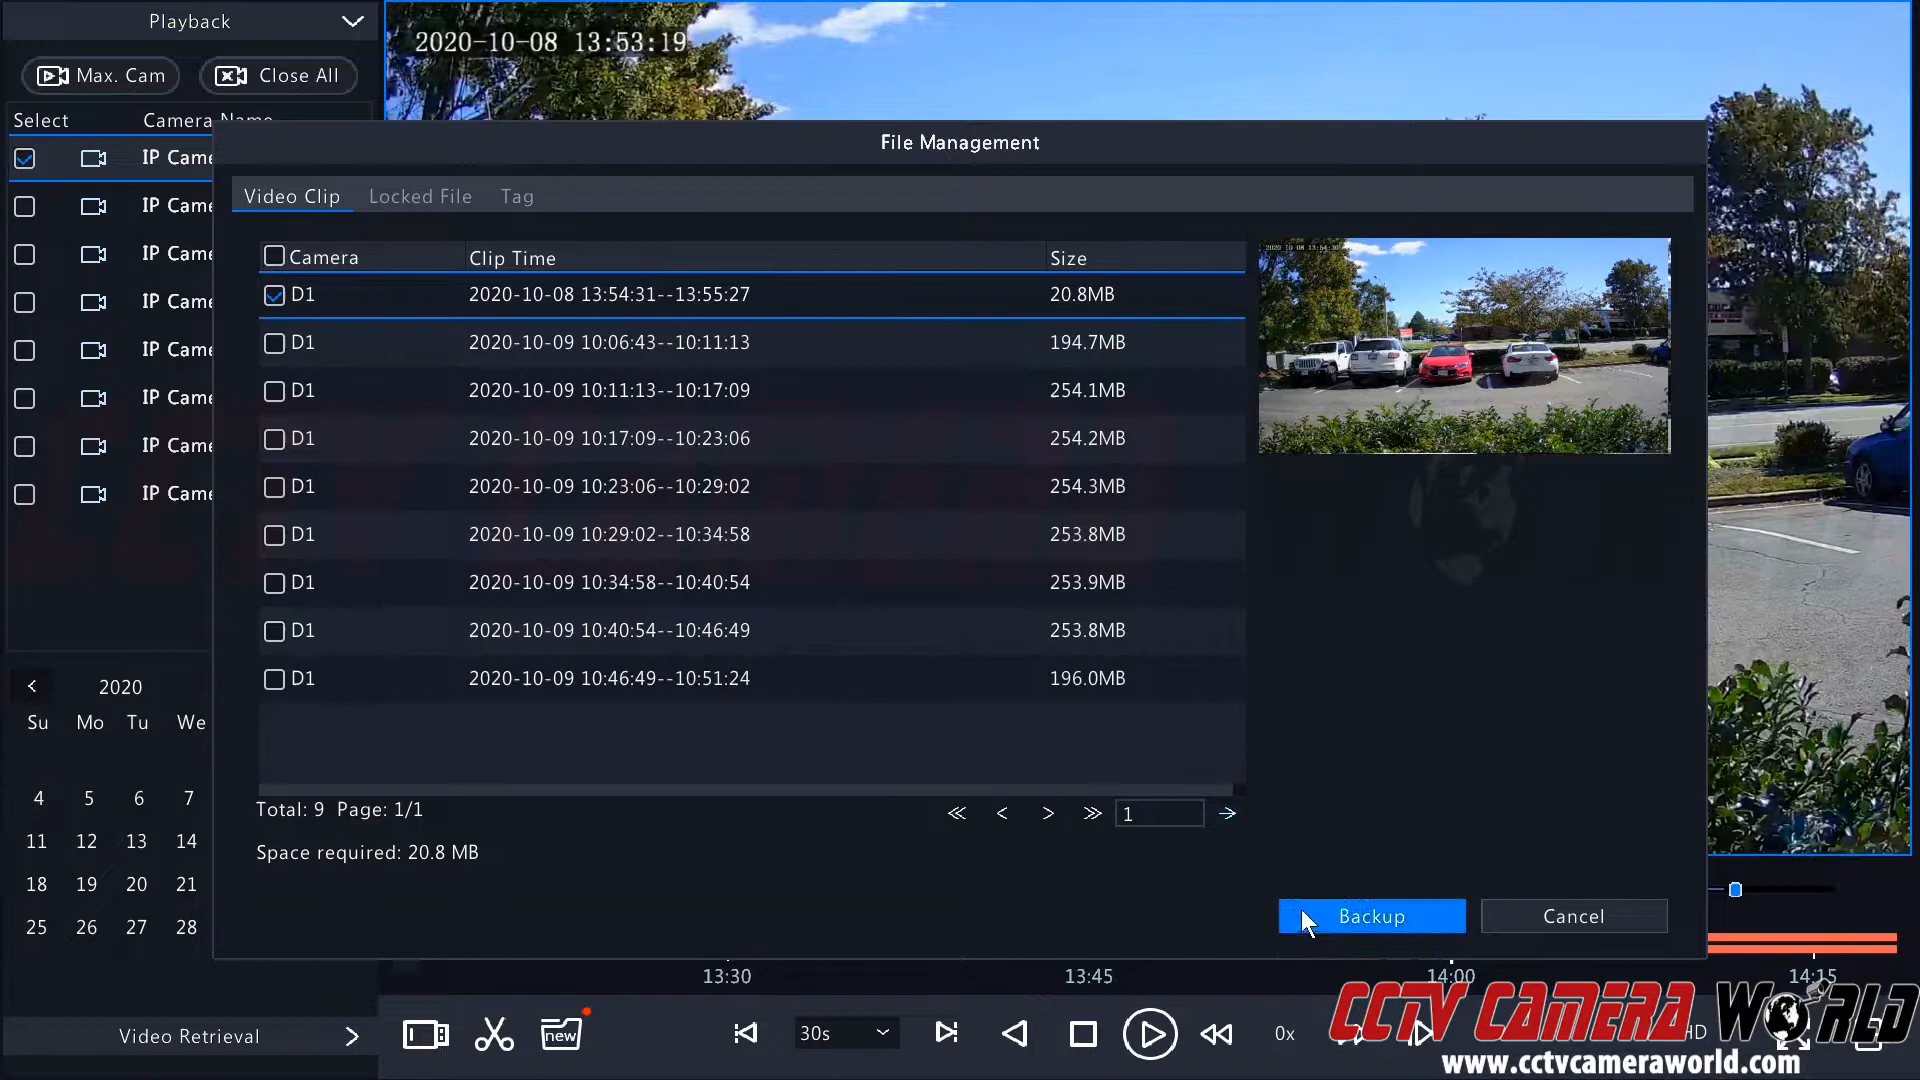 Playback
2020-10-08 13:53:19
Max. Cam Close All
Select Camera Name
File Management
IP Came
Video Clip Locked File Tag
IP Came
IP Came
IP Came
IP Came
IP Came
IP Came
IP Came
Camera Clip Time Size
D1 2020-10-08 13:54:31--13:55:27 20.8MB
D1 2020-10-09 10:06:43--10:11:13 194.7MB
D1 2020-10-09 10:11:13--10:17:09 254.1MB
D1 2020-10-09 10:17:09--10:23:06 254.2MB
D1 2020-10-09 10:23:06--10:29:02 254.3MB
D1 2020-10-09 10:29:02--10:34:58 253.8MB
D1 2020-10-09 10:34:58--10:40:54 253.9MB
D1 2020-10-09 10:40:54--10:46:49 253.8MB
D1 2020-10-09 10:46:49--10:51:24 196.0MB
< 2020
Su Mo Tu We
4 5 6 7
11 12 13 14
18 19 20 21
25 26 27 28
Total: 9 Page: 1/1
1
Space required: 20.8 MB
Backup Cancel
13:30 13:45 14:00 14:15
Video Retrieval >
new
30s
0x
HD
CCTV CAMERA WORLD
www.cctvcameraworld.com